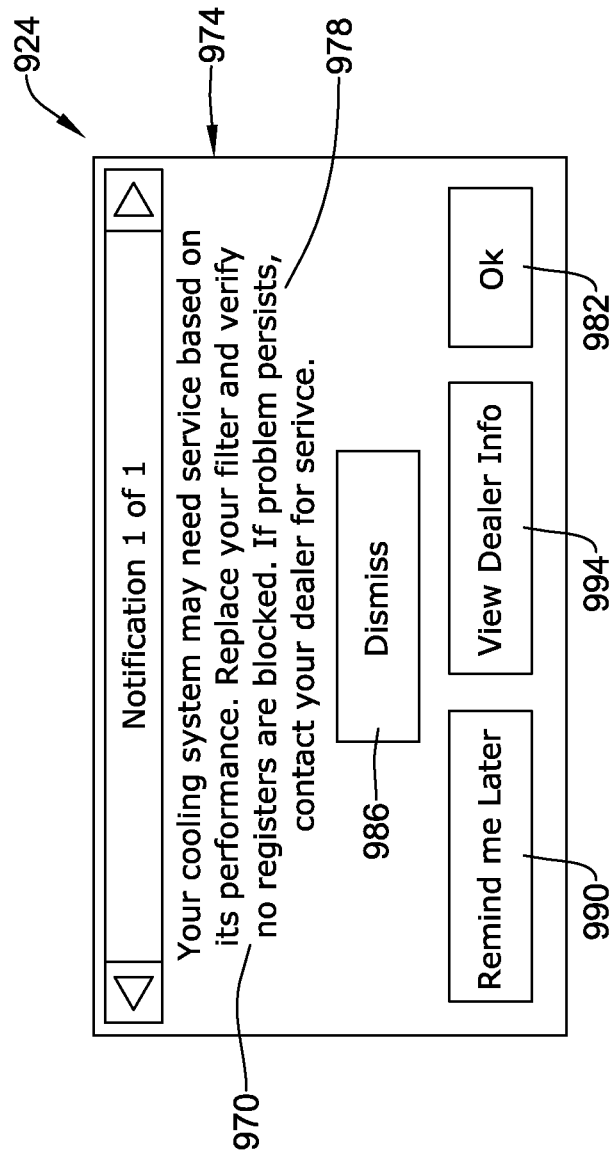 924
974
Notification 1 of 1
Your cooling system may need service based on
its performance. Replace your filter and verify
no registers are blocked. If problem persists,
contact your dealer for serivce.
970
978
Dismiss
986
Remind me Later
View Dealer Info
Ok
990
994
982